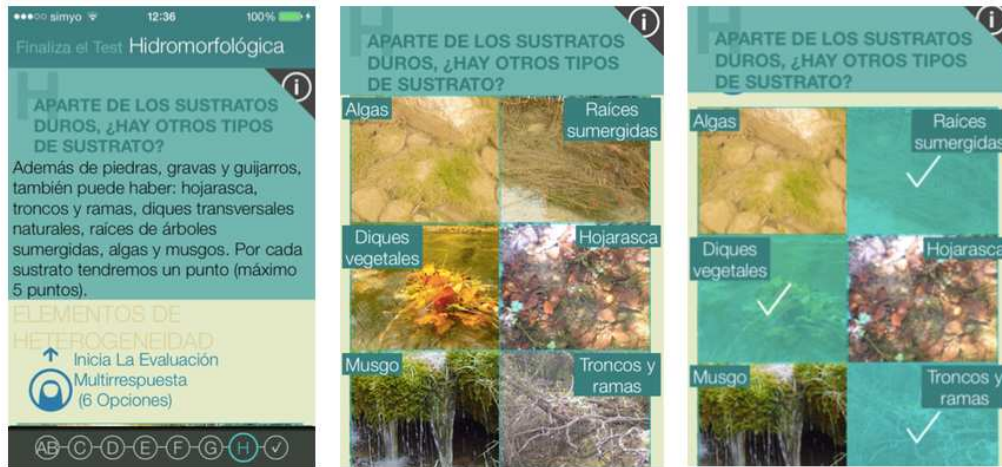 simyo 12:36 100%
Finaliza el Test Hidromorfológica
H
i
APARTE DE LOS SUSTRATOS
DUROS, ¿HAY OTROS TIPOS
DE SUSTRATO?
Además de piedras, gravas y guijarros,
también puede haber: hojarasca,
troncos y ramas, diques transversales
naturales, raíces de árboles
sumergidas, algas y musgos. Por cada
sustrato tendremos un punto (máximo
5 puntos).
ELEMENTOS DE
HETEROGENEIDAD
Inicia La Evaluación
Multirrespuesta
(6 Opciones)
AB C D E F G H
i
APARTE DE LOS SUSTRATOS
DUROS, ¿HAY OTROS TIPOS
DE SUSTRATO?
Algas
Raíces
sumergidas
Diques
vegetales
Hojarasca
Musgo
Troncos y
ramas
i
APARTE DE LOS SUSTRATOS
DUROS, ¿HAY OTROS TIPOS
DE SUSTRATO?
Algas
Raíces
sumergidas
Diques
vegetales
Hojarasca
Musgo
Troncos y
ramas